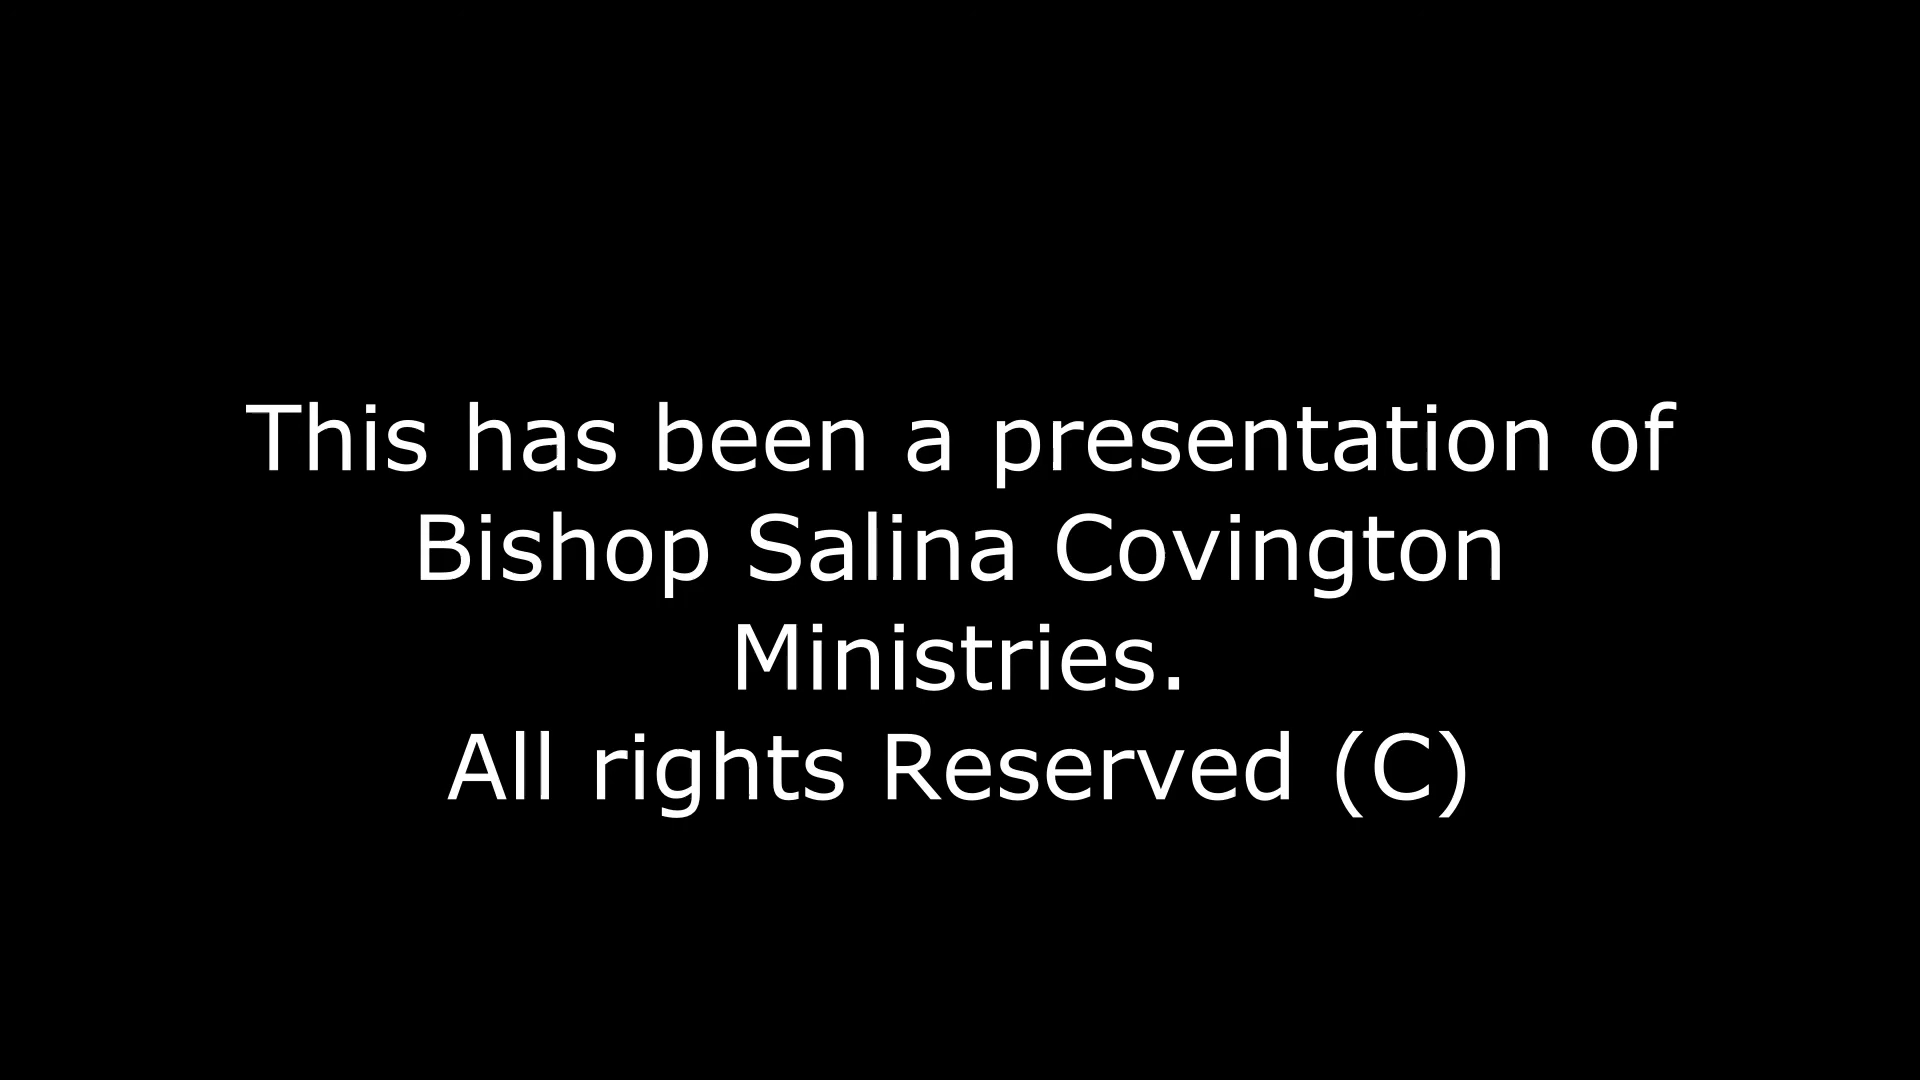 This has been a presentation of
Bishop Salina Covington
Ministries.
All rights Reserved (C)